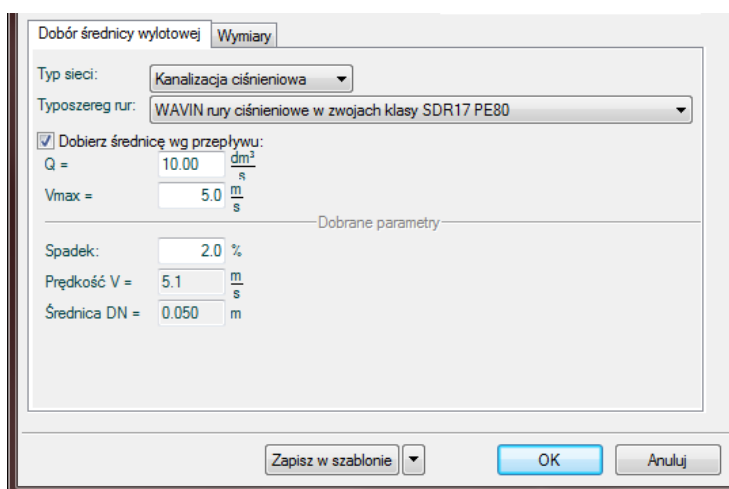 Dobór średnicy wylotowej Wymiary
Typ sieci: Kanalizacja ciśnieniowa
Typoszereg rur: WAVIN rury ciśnieniowe w zwojach klasy SDR17 PE80
Dobierz średnicę wg przepływu:
Q = 10.00 dm³/s
Vmax = 5.0 m/s
Dobrane parametry
Spadek: 2.0 %
Prędkość V = 5.1 m/s
Średnica DN = 0.050 m
Zapisz w szablonie OK Anuluj